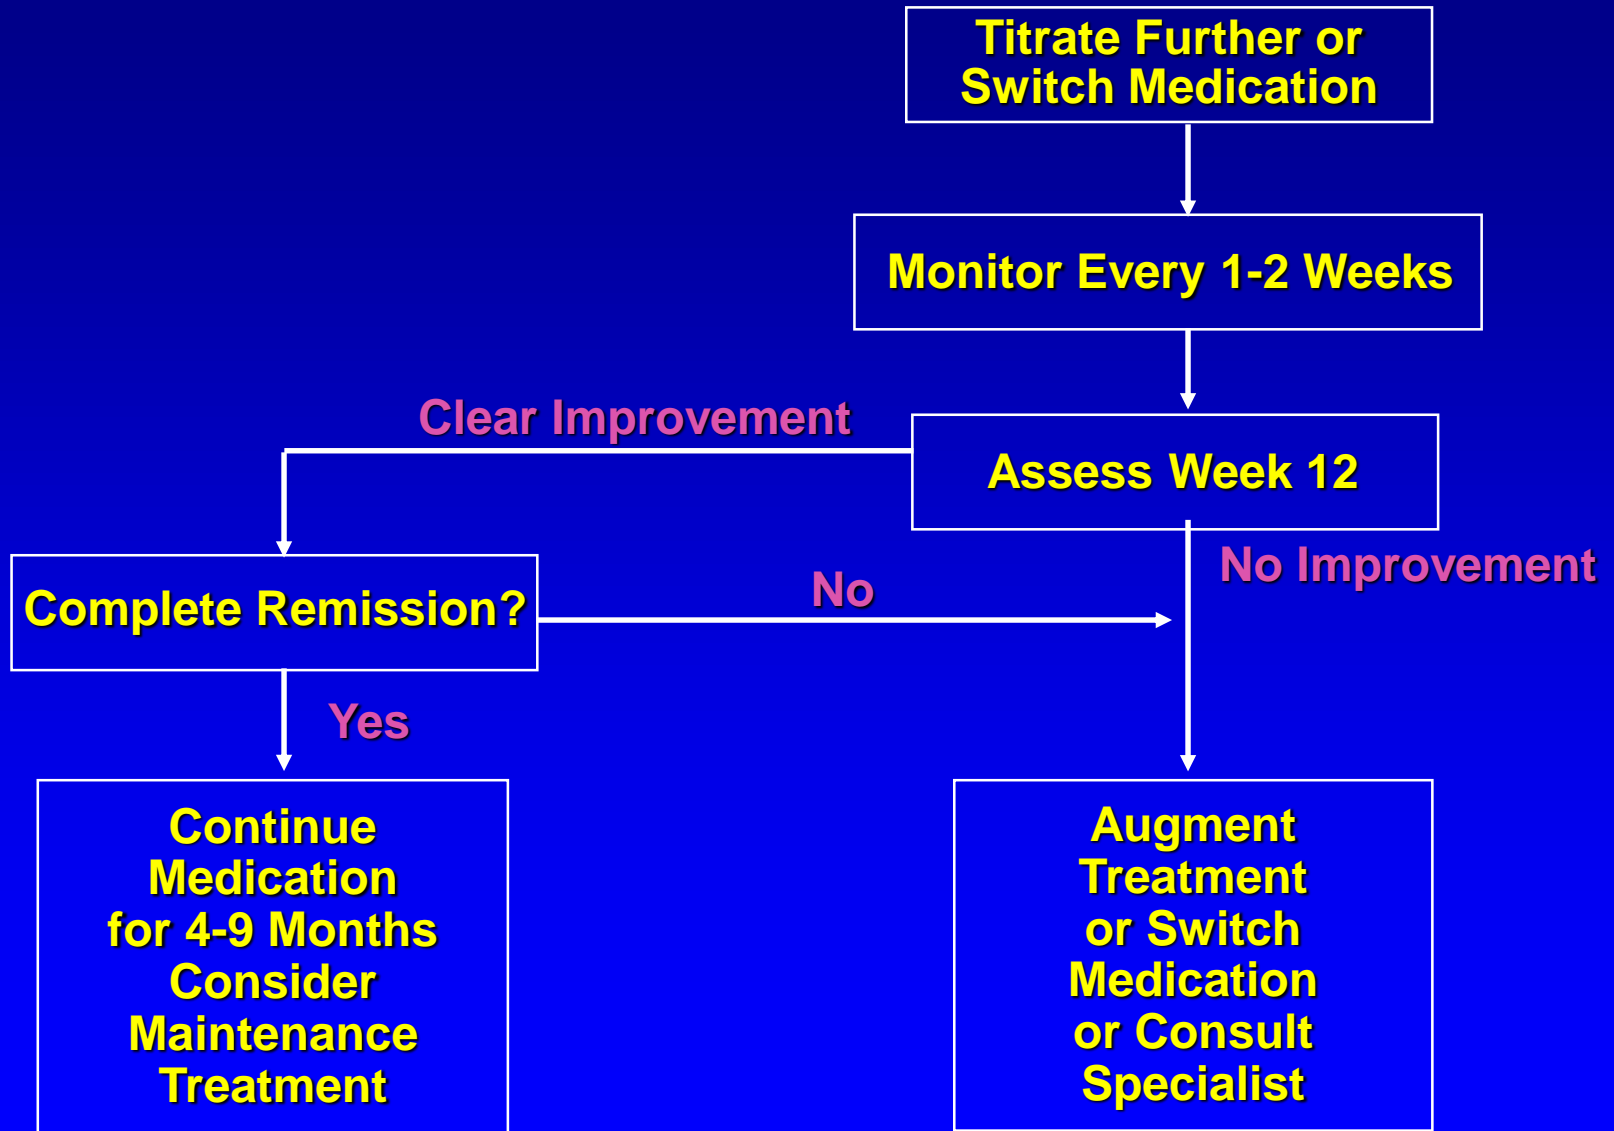 Titrate Further or
Switch Medication
Monitor Every 1-2 Weeks
Clear Improvement
Assess Week 12
No Improvement
Complete Remission?
No
Yes
Continue
Medication
for 4-9 Months
Consider
Maintenance
Treatment
Augment
Treatment
or Switch
Medication
or Consult
Specialist